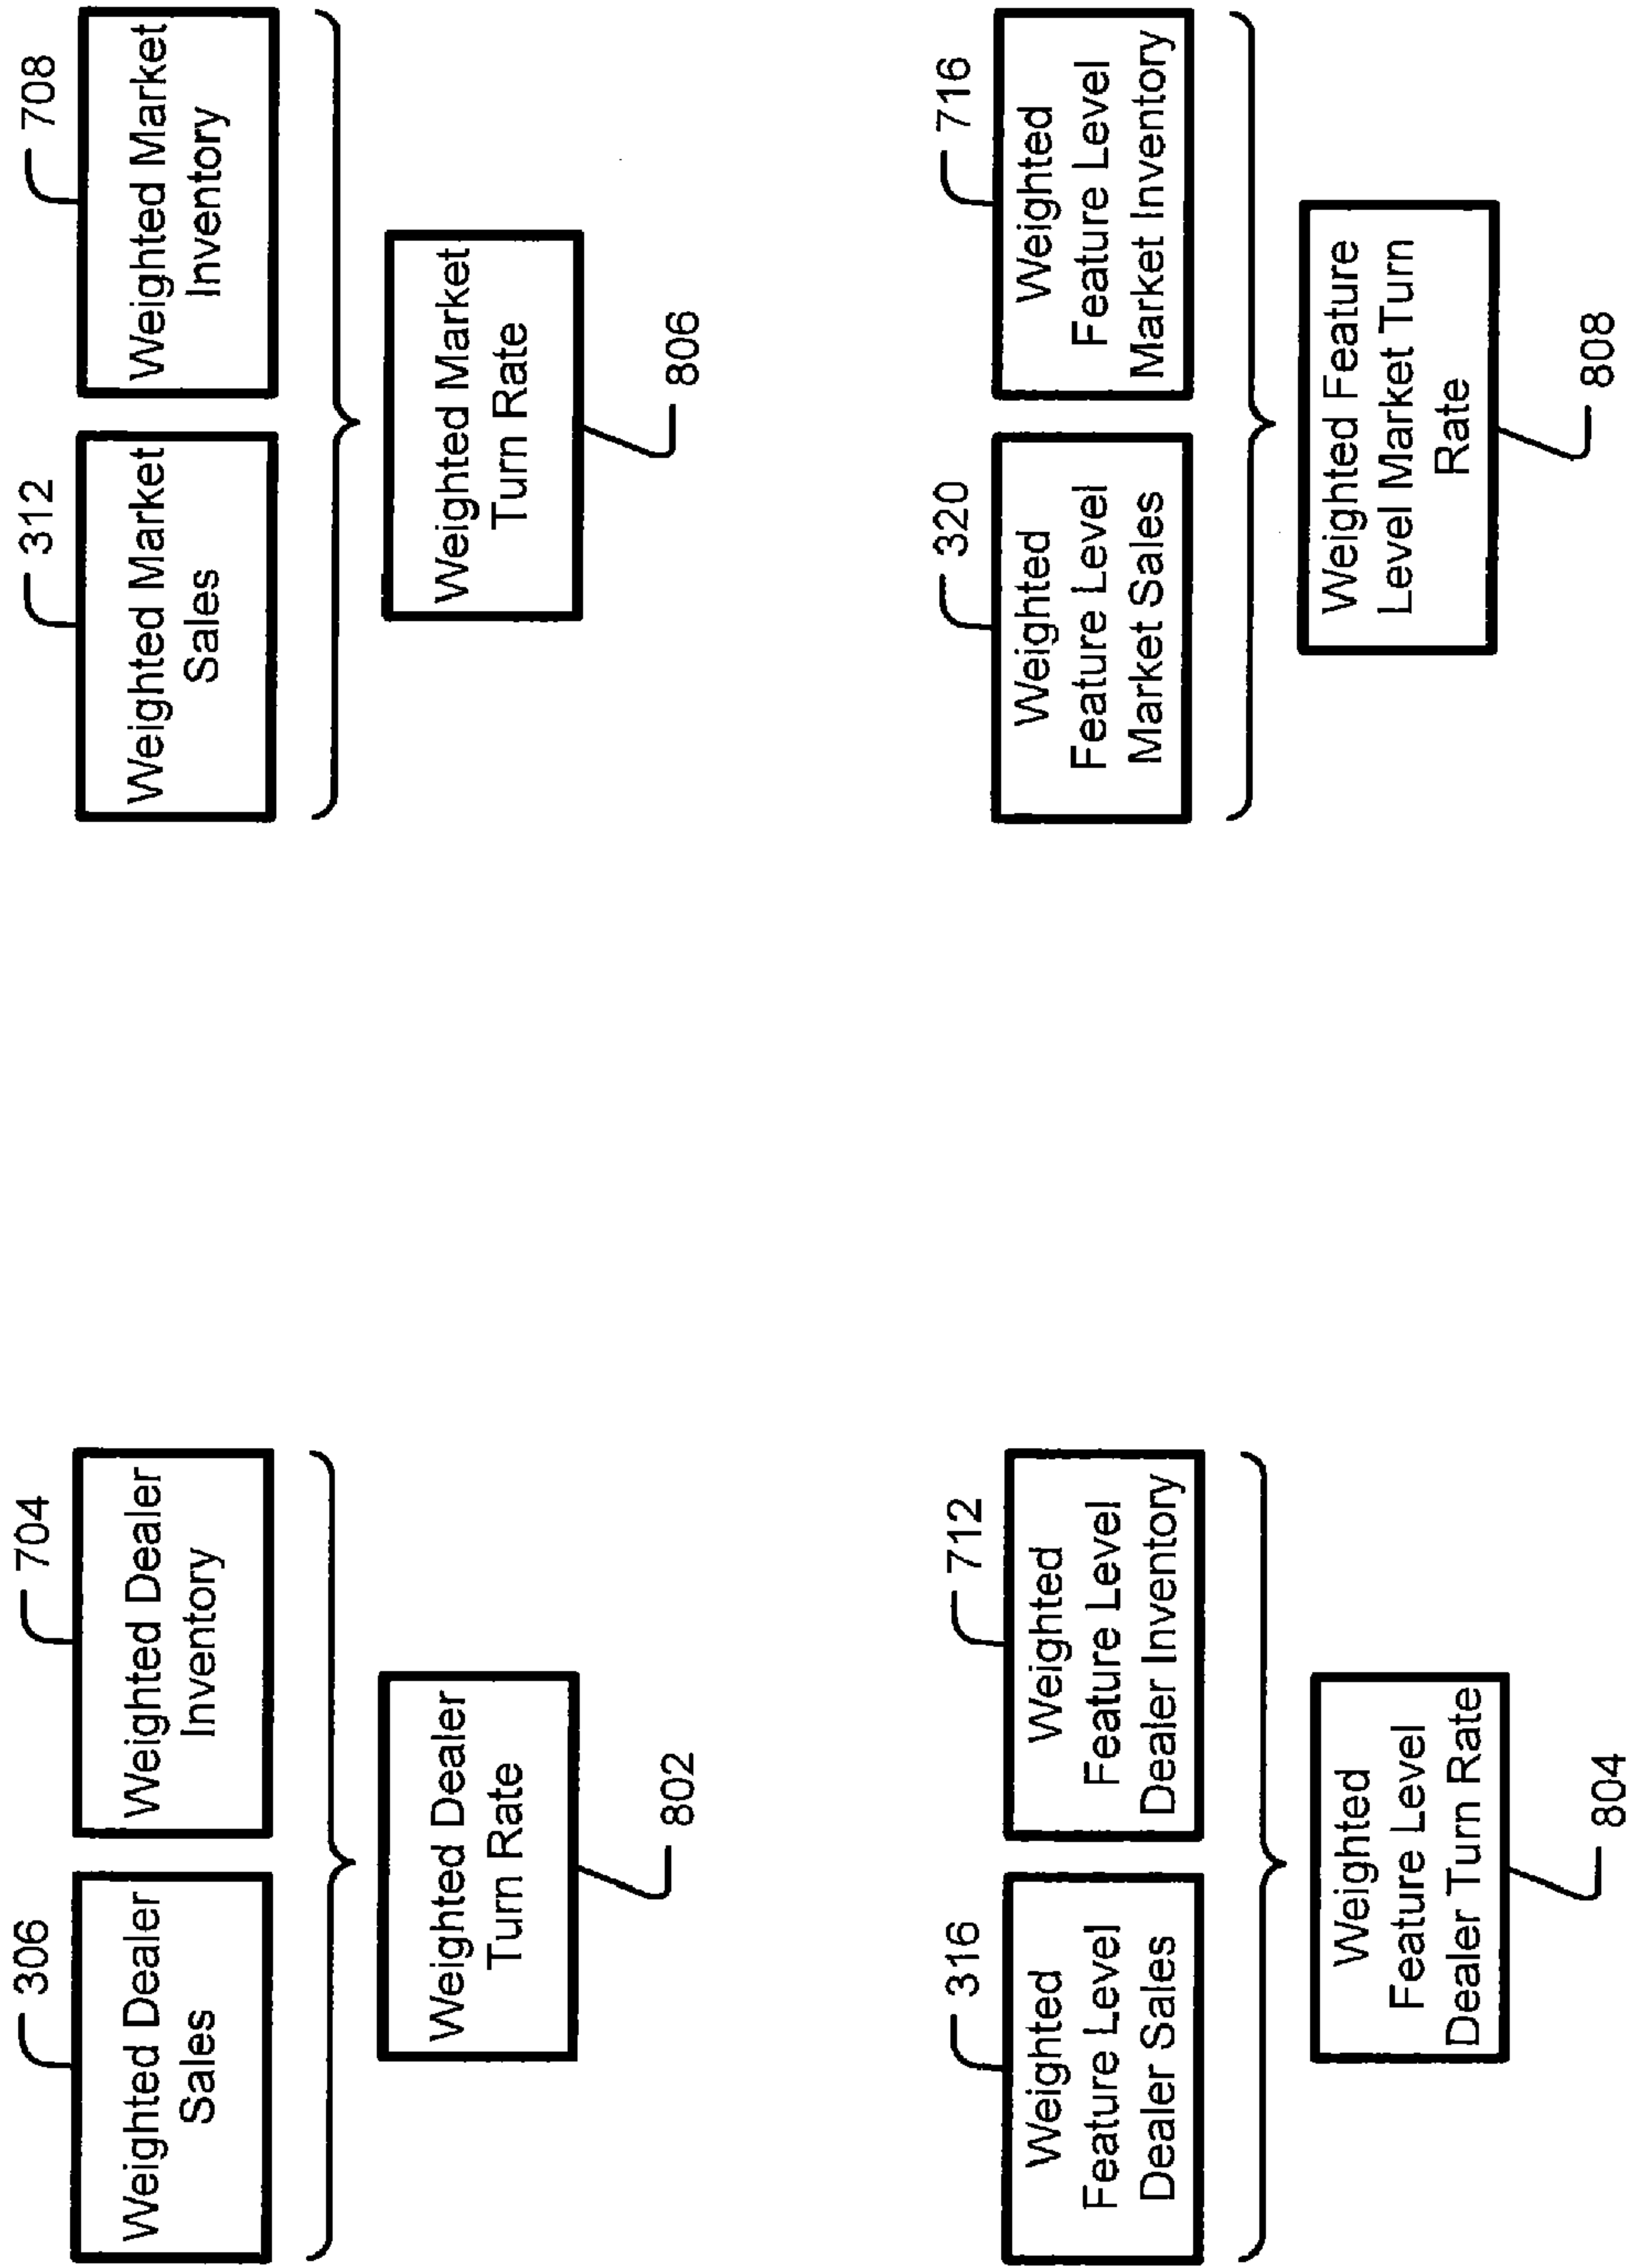 306
Weighted Dealer
Sales
704
Weighted Dealer
Inventory
Weighted Dealer
Turn Rate
802
312
Weighted Market
Sales
708
Weighted Market
Inventory
Weighted Market
Turn Rate
806
316
Weighted
Feature Level
Dealer Sales
712
Weighted
Feature Level
Dealer Inventory
Weighted
Feature Level
Dealer Turn Rate
804
320
Weighted
Feature Level
Market Sales
716
Weighted
Feature Level
Market Inventory
Weighted Feature
Level Market Turn
Rate
808